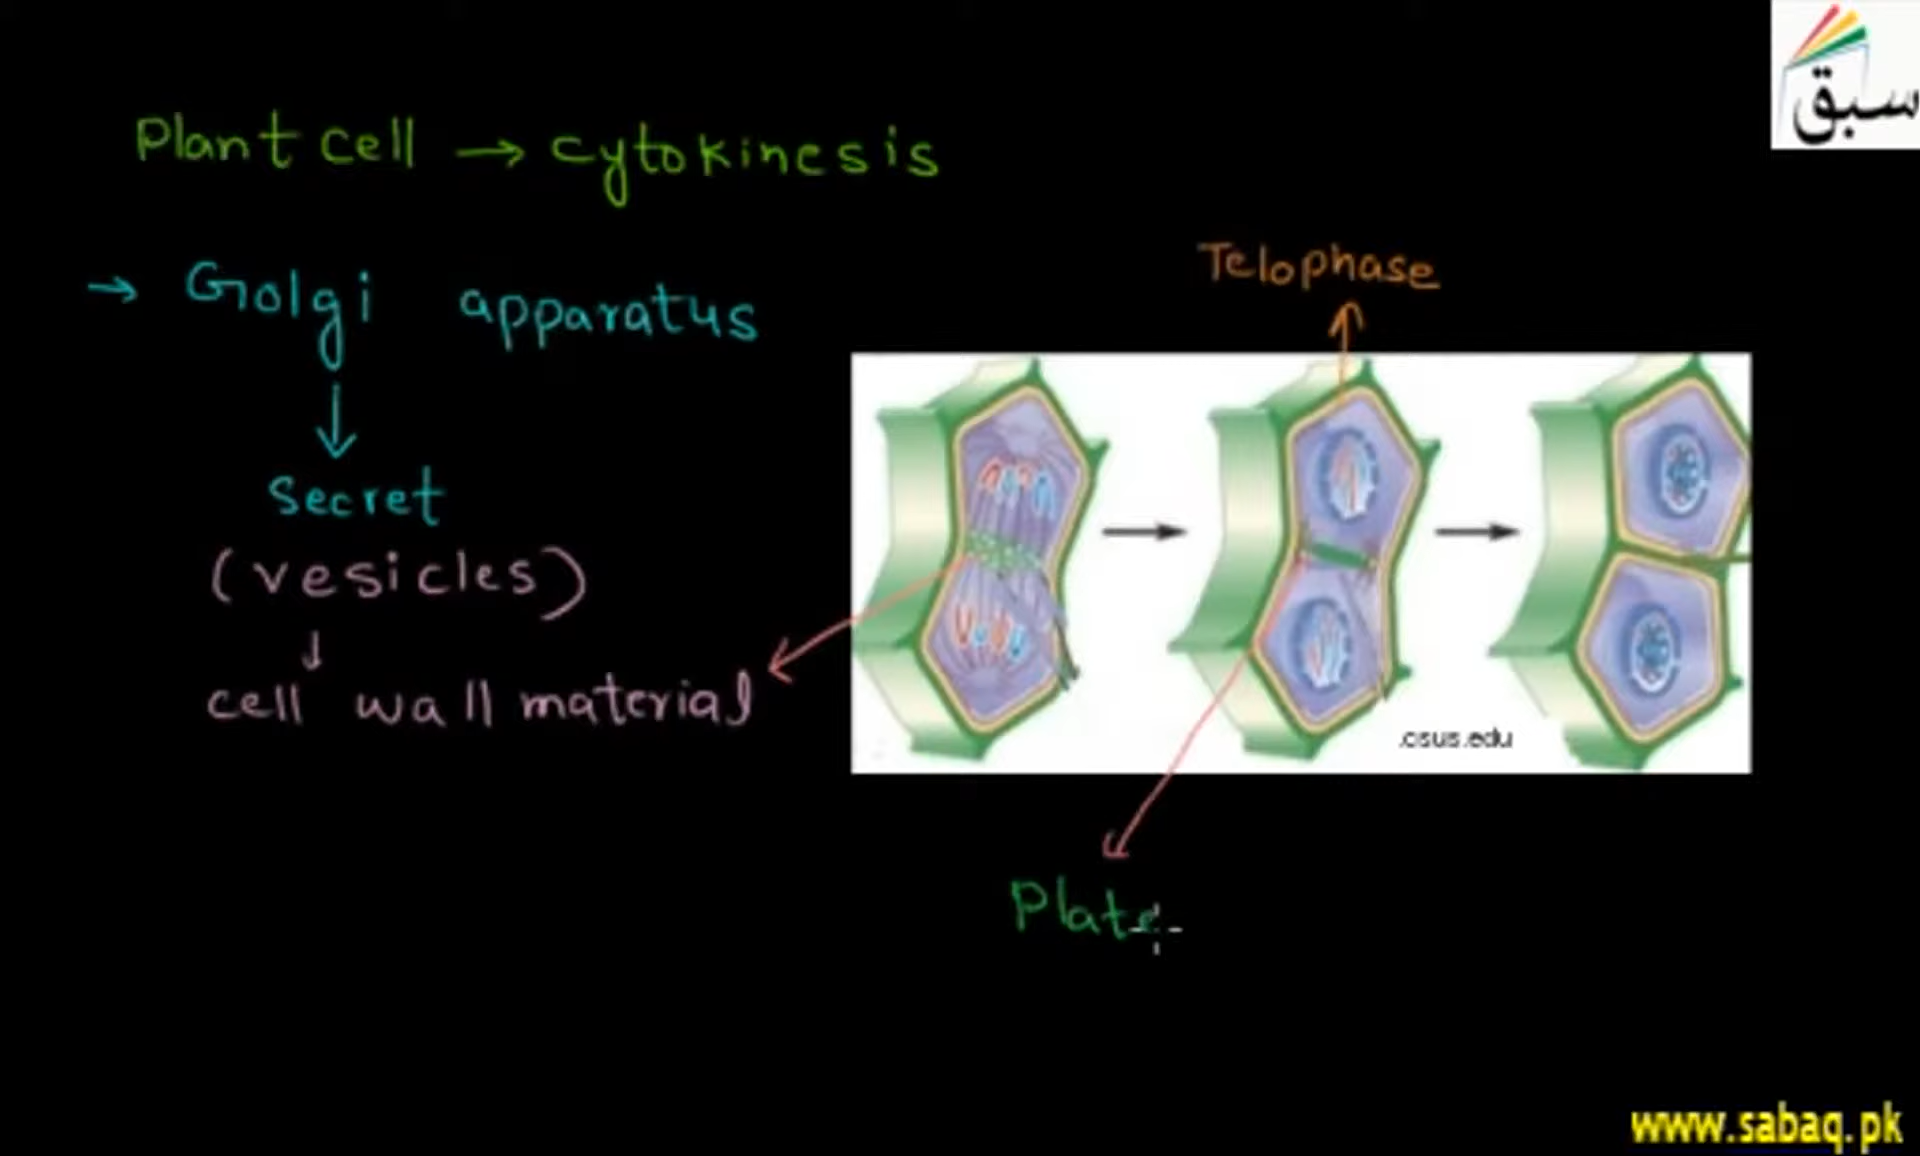 سبق
Plant cell → cytokinesis
→ Golgi apparatus
↓
Secret
(vesicles)
↓
cell wall material
Telophase
.csus.edu
Plate
www.sabaq.pk